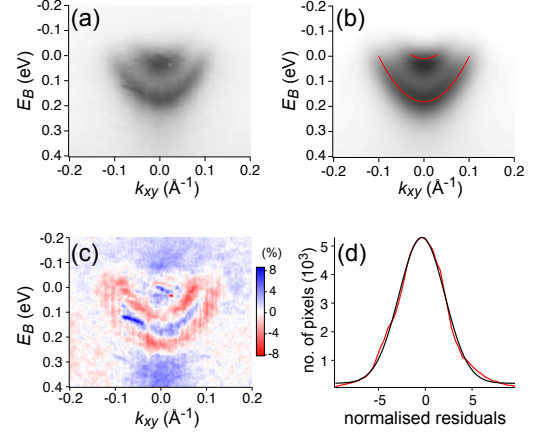 (a)
-0.2
0.0
0.1
0.2
0.3
0.4
E_B (eV)
-0.2 -0.1 0.0 0.1 0.2
k_xy (Å⁻¹)
(b)
-0.2
-0.1
0.0
0.1
0.2
0.3
0.4
E_B (eV)
-0.2 -0.1 0.0 0.1 0.2
k_xy (Å⁻¹)
(c)
-0.2
-0.1
0.0
0.1
0.2
0.3
0.4
E_B (eV)
-0.2 -0.1 0.0 0.1 0.2
k_xy (Å⁻¹)
(%)
8
4
0
-4
-8
(d)
5
4
3
2
1
0
no. of pixels (10³)
-5 0 5
normalised residuals